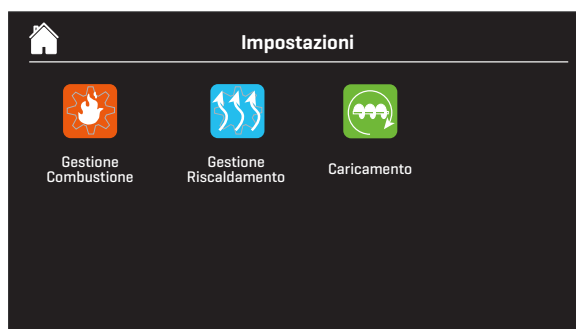 Impostazioni
Gestione
Combustione
Gestione
Riscaldamento
Caricamento